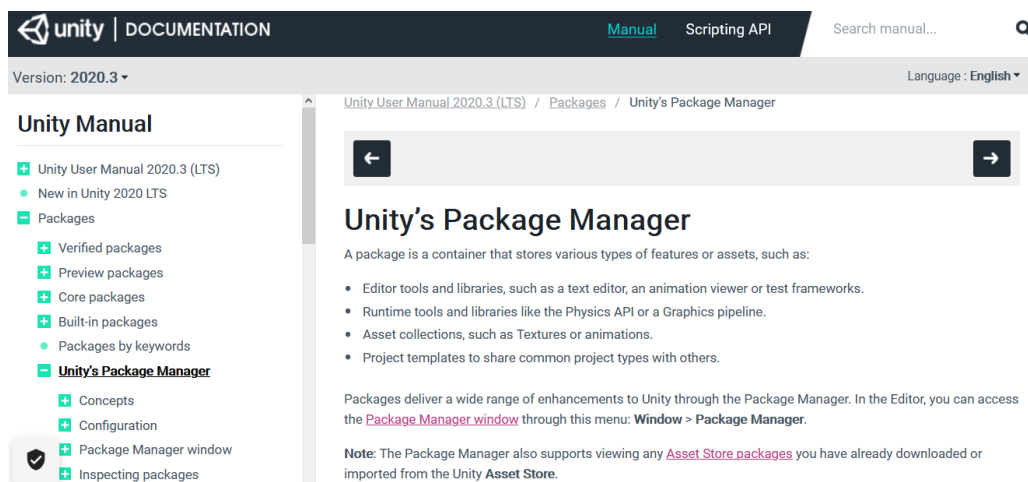 unity | DOCUMENTATION
Manual
Scripting API
Search manual...
Version: 2020.3
Language : English
Unity Manual
Unity User Manual 2020.3 (LTS)
New in Unity 2020 LTS
Packages
Verified packages
Preview packages
Core packages
Built-in packages
Packages by keywords
Unity's Package Manager
Concepts
Configuration
Package Manager window
Inspecting packages
Unity User Manual 2020.3 (LTS) / Packages / Unity's Package Manager
Unity's Package Manager
A package is a container that stores various types of features or assets, such as:
Editor tools and libraries, such as a text editor, an animation viewer or test frameworks.
Runtime tools and libraries like the Physics API or a Graphics pipeline.
Asset collections, such as Textures or animations.
Project templates to share common project types with others.
Packages deliver a wide range of enhancements to Unity through the Package Manager. In the Editor, you can access
the Package Manager window through this menu: Window > Package Manager.
Note: The Package Manager also supports viewing any Asset Store packages you have already downloaded or
imported from the Unity Asset Store.